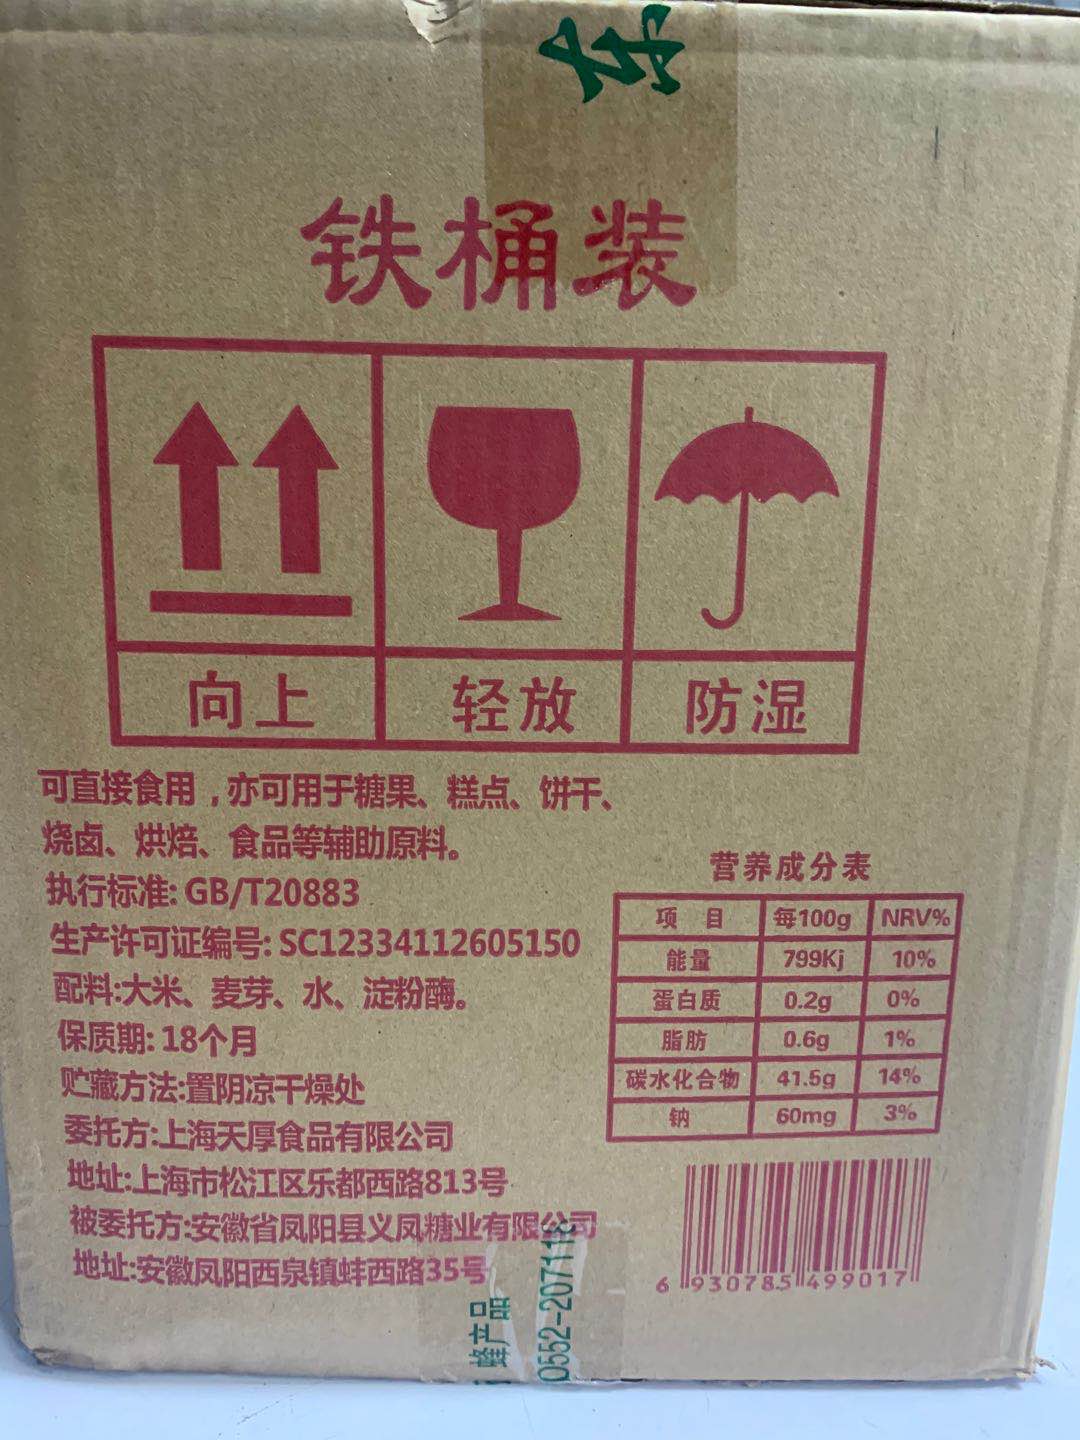 铁桶装
向上
轻放
防湿
可直接食用，亦可用于糖果、糕点、饼干、
烧卤、烘焙、食品等辅助原料。
执行标准: GB/T20883
生产许可证编号: SC12334112605150
配料:大米、麦芽、水、淀粉酶。
保质期: 18个月
贮藏方法:置阴凉干燥处
委托方:上海天厚食品有限公司
地址:上海市松江区乐都西路813号
被委托方:安徽省凤阳县义凤糖业有限公司
地址:安徽凤阳西泉镇蚌西路35号
营养成分表
项 目 每100g NRV%
能量 799Kj 10%
蛋白质 0.2g 0%
脂肪 0.6g 1%
碳水化合物 41.5g 14%
钠 60mg 3%
6 930785 499017
蜂产品
0552-207118